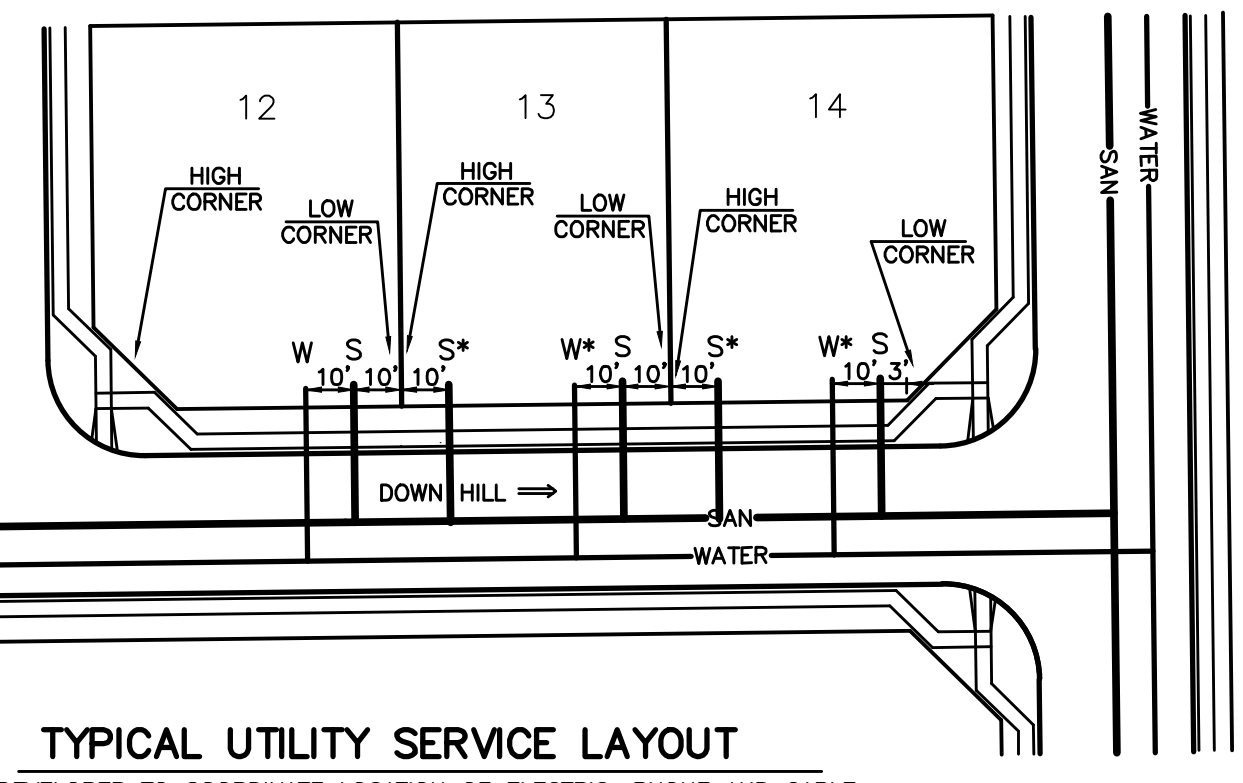 12
13
14
HIGH
CORNER
LOW
CORNER
HIGH
CORNER
LOW
CORNER
HIGH
CORNER
LOW
CORNER
SAN
WATER
W
S
S*
10'
10'
10'
W*
S
S*
10'
10'
10'
W*
S
10'
3'
DOWN HILL
SAN
WATER
TYPICAL UTILITY SERVICE LAYOUT